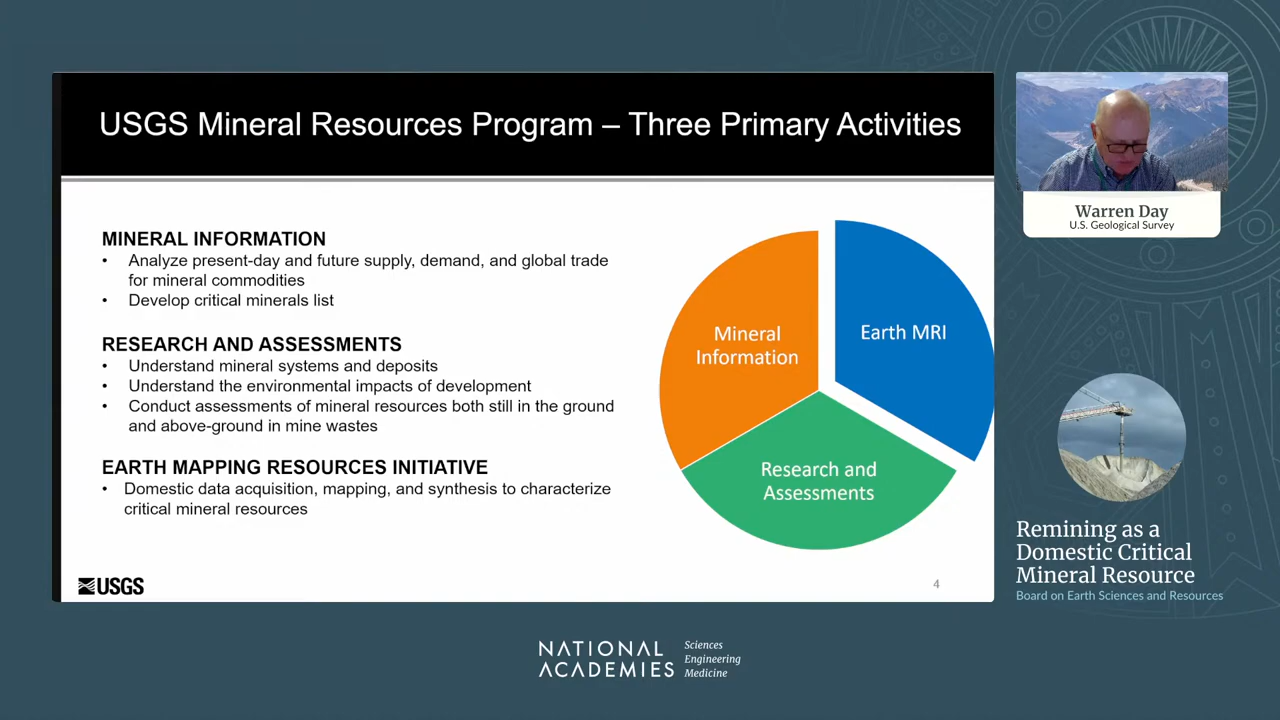 USGS Mineral Resources Program – Three Primary Activities
MINERAL INFORMATION
• Analyze present-day and future supply, demand, and global trade
for mineral commodities
• Develop critical minerals list
RESEARCH AND ASSESSMENTS
• Understand mineral systems and deposits
• Understand the environmental impacts of development
• Conduct assessments of mineral resources both still in the ground
and above-ground in mine wastes
EARTH MAPPING RESOURCES INITIATIVE
• Domestic data acquisition, mapping, and synthesis to characterize
critical mineral resources
Mineral
Information
Earth MRI
Research and
Assessments
USGS
4
Warren Day
U.S. Geological Survey
Remining as a
Domestic Critical
Mineral Resource
Board on Earth Sciences and Resources
NATIONAL
ACADEMIES
Sciences
Engineering
Medicine